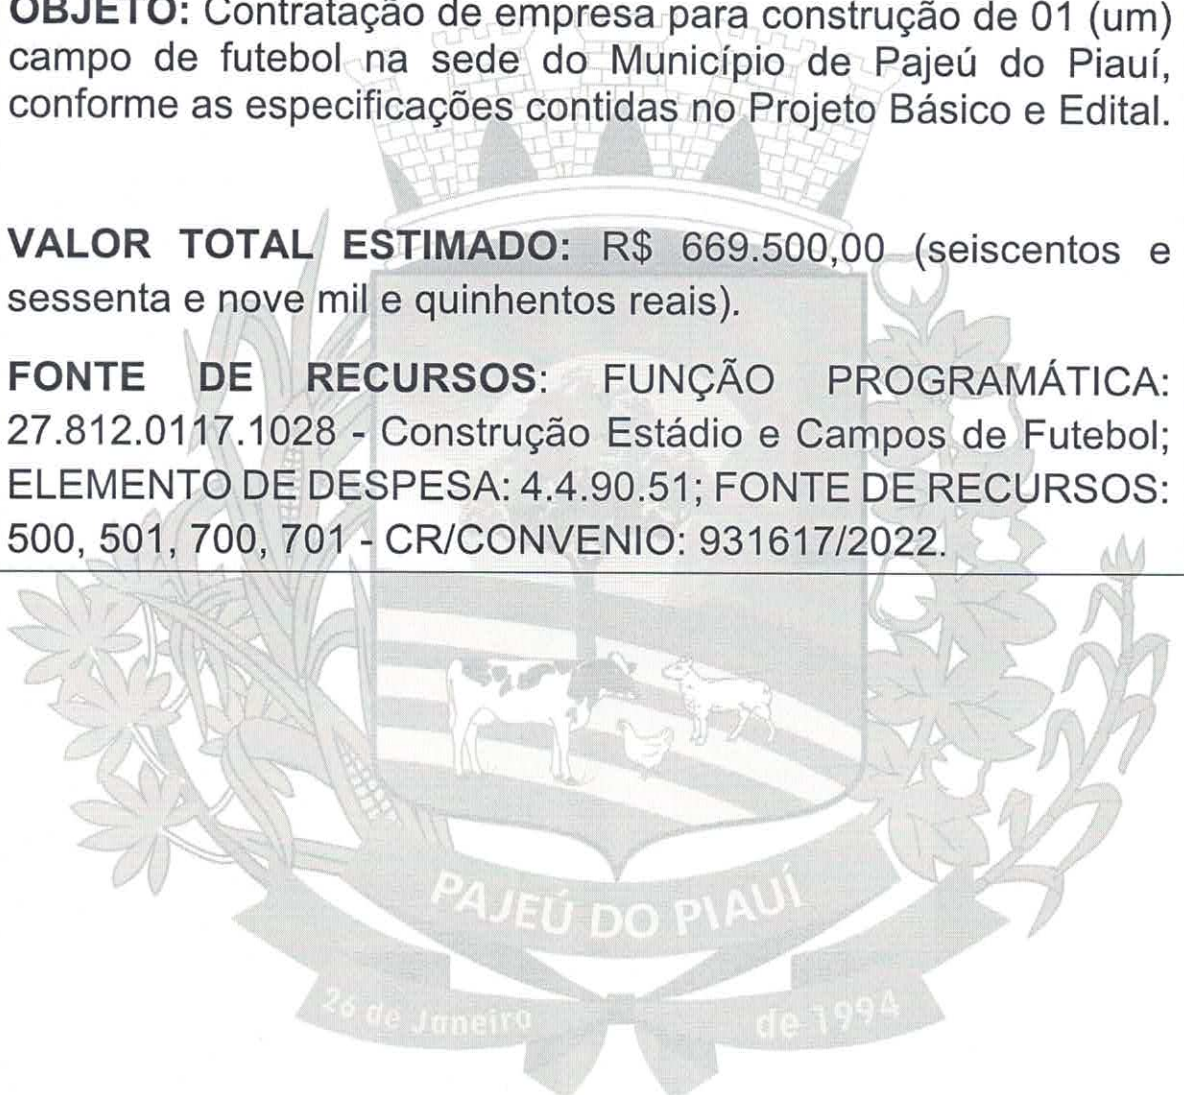 OBJETO: Contratação de empresa para construção de 01 (um)
campo de futebol na sede do Município de Pajeú do Piauí,
conforme as especificações contidas no Projeto Básico e Edital.
VALOR TOTAL ESTIMADO: R$ 669.500,00 (seiscentos e
sessenta e nove mil e quinhentos reais).
FONTE DE RECURSOS: FUNÇÃO PROGRAMÁTICA:
27.812.0117.1028 - Construção Estádio e Campos de Futebol;
ELEMENTO DE DESPESA: 4.4.90.51; FONTE DE RECURSOS:
500, 501, 700, 701 - CR/CONVENIO: 931617/2022.
PAJEÚ DO PIAUÍ
26 de Janeiro de 1994